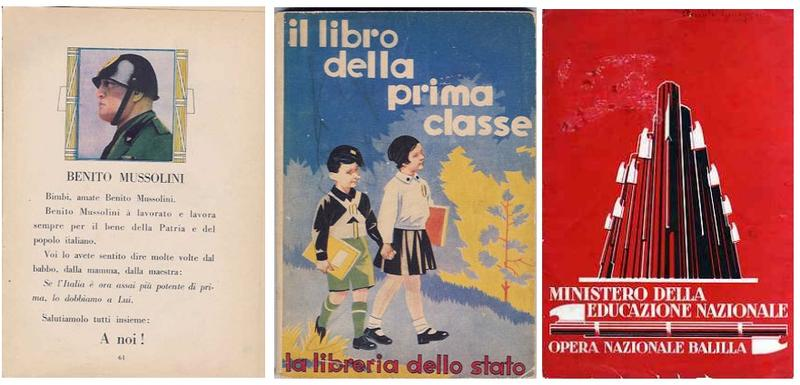 BENITO MUSSOLINI
Bimbi, amate Benito Mussolini.
Benito Mussolini à lavorato e lavora
sempre per il bene della Patria e del
popolo italiano.
Voi lo avete sentito dire molte volte dal
babbo, dalla mamma, dalla maestra:
Se l'Italia è ora assai più potente di pri-
ma, lo dobbiamo a Lui.
Salutiamolo tutti insieme:
A noi!
61
il libro
della
prima
classe
la libreria dello stato
MINISTERO DELLA
EDUCAZIONE NAZIONALE
OPERA NAZIONALE BALILLA